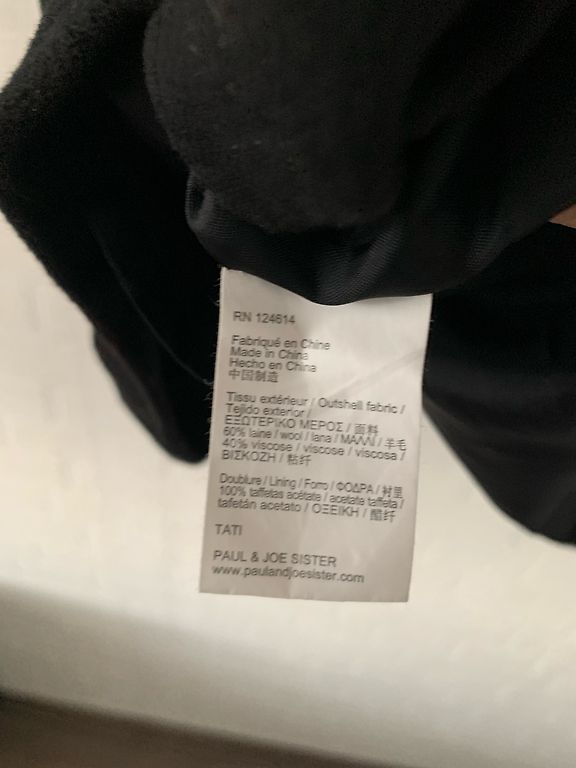 RN 124614
Fabriqué en Chine
Made in China
Hecho en China
中国制造
Tissu extérieur / Outshell fabric /
Tejido exterior /
ΕΞΩΤΕΡΙΚΟ ΜΕΡΟΣ / 面料
60% laine / wool / lana / ΜΑΛΛΙ / 羊毛
40% viscose / viscose / viscosa /
ΒΙΣΚΟΖΗ / 粘纤
Doublure / Lining / Forro / ΦΟΔΡΑ / 衬里
100% taffetas acétate / acetate taffeta /
tafetán acetato / ΟΞΕΙΚΗ / 醋纤
TATI
PAUL & JOE SISTER
www.paulandjoesister.com